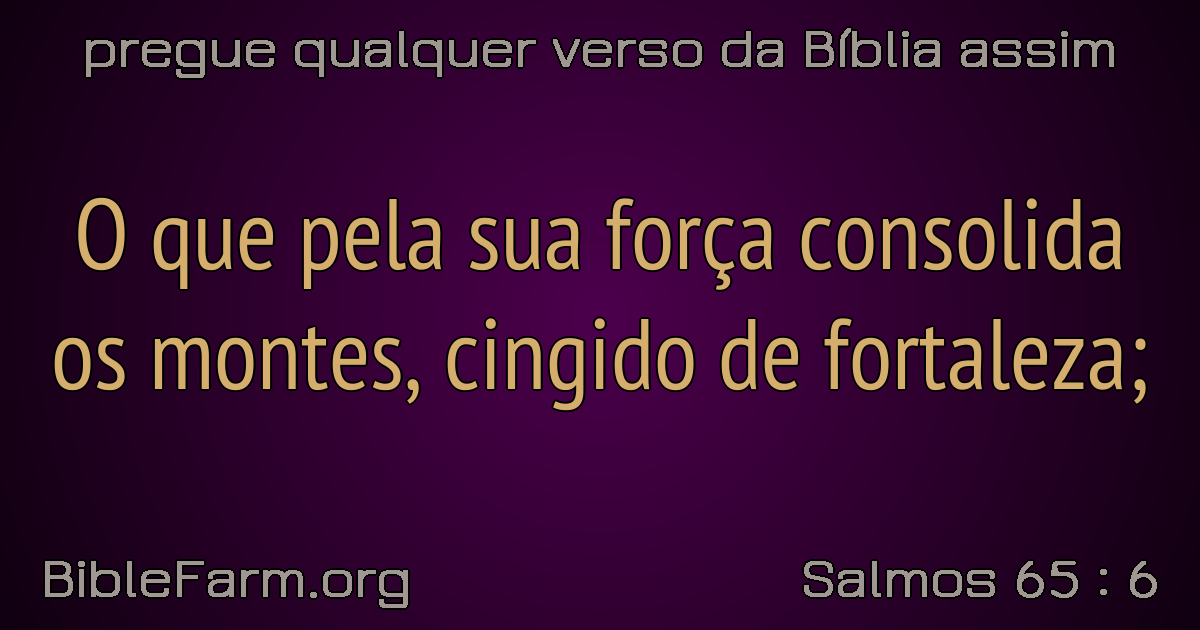 pregue qualquer verso da Bíblia assim
O que pela sua força consolida
os montes, cingido de fortaleza;
BibleFarm.org
Salmos 65 : 6